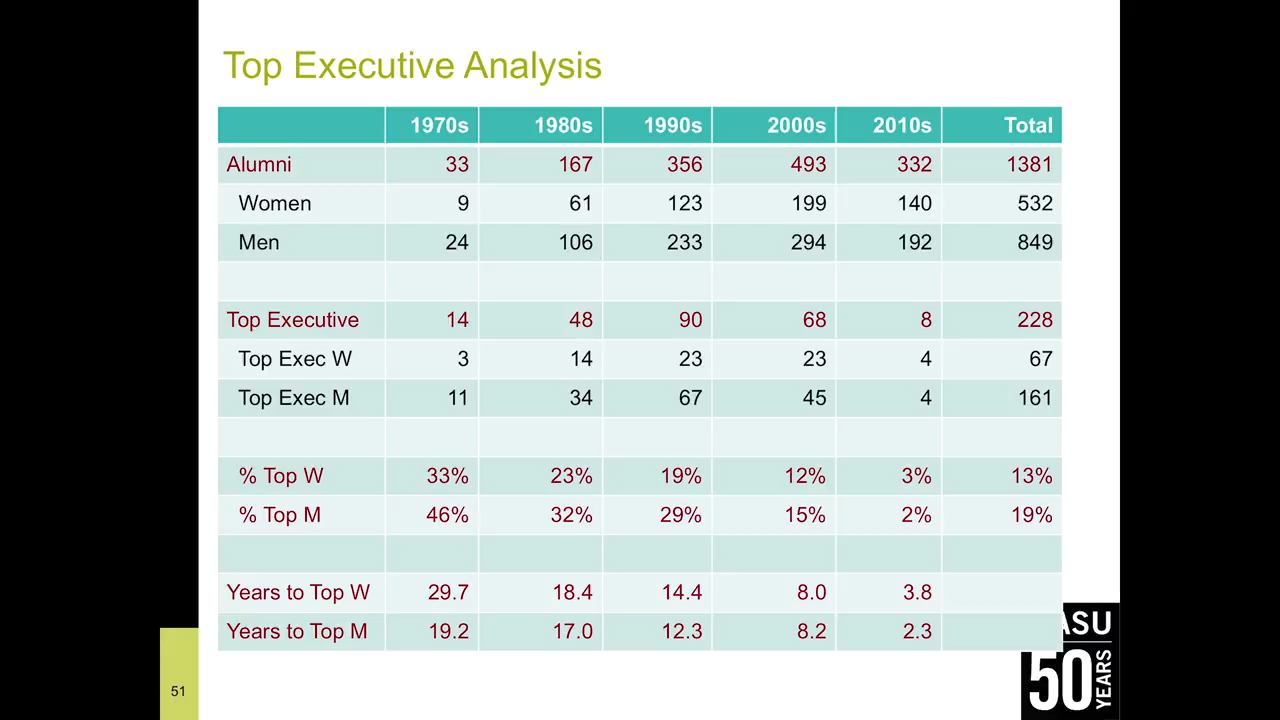 Top Executive Analysis
1970s 1980s 1990s 2000s 2010s Total
Alumni 33 167 356 493 332 1381
Women 9 61 123 199 140 532
Men 24 106 233 294 192 849
Top Executive 14 48 90 68 8 228
Top Exec W 3 14 23 23 4 67
Top Exec M 11 34 67 45 4 161
% Top W 33% 23% 19% 12% 3% 13%
% Top M 46% 32% 29% 15% 2% 19%
Years to Top W 29.7 18.4 14.4 8.0 3.8
Years to Top M 19.2 17.0 12.3 8.2 2.3
ASU
50 YEARS
51